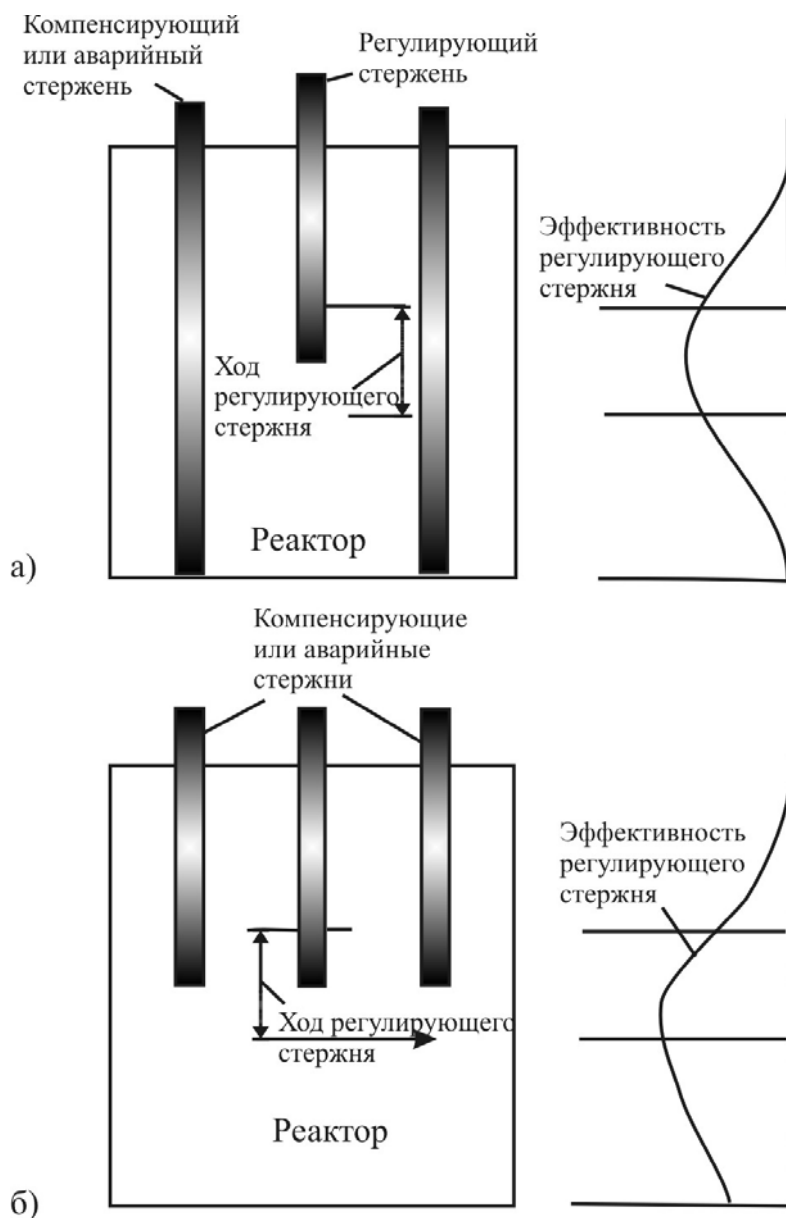 Компенсирующий
или аварийный
стержень
Регулирующий
стержень
Эффективность
регулирующего
стержня
Ход
регулирующего
стержня
Реактор
а)
Компенсирующие
или аварийные
стержни
Эффективность
регулирующего
стержня
Ход регулирующего
стержня
Реактор
б)